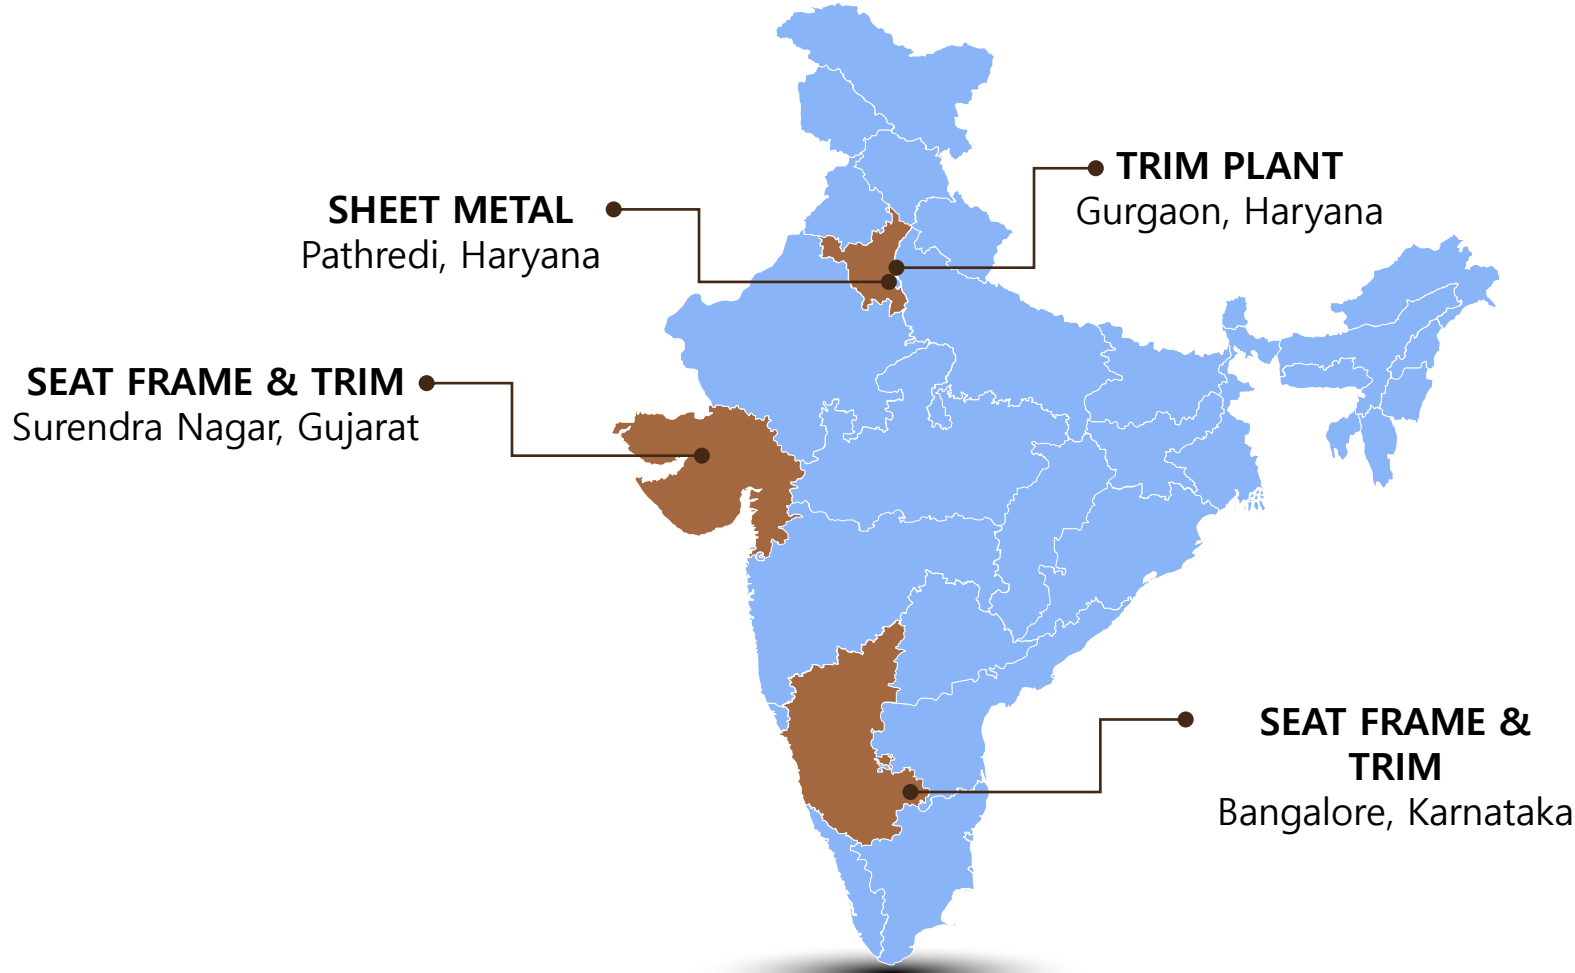 TRIM PLANT
Gurgaon, Haryana
SHEET METAL
Pathredi, Haryana
SEAT FRAME & TRIM
Surendra Nagar, Gujarat
SEAT FRAME &
TRIM
Bangalore, Karnataka